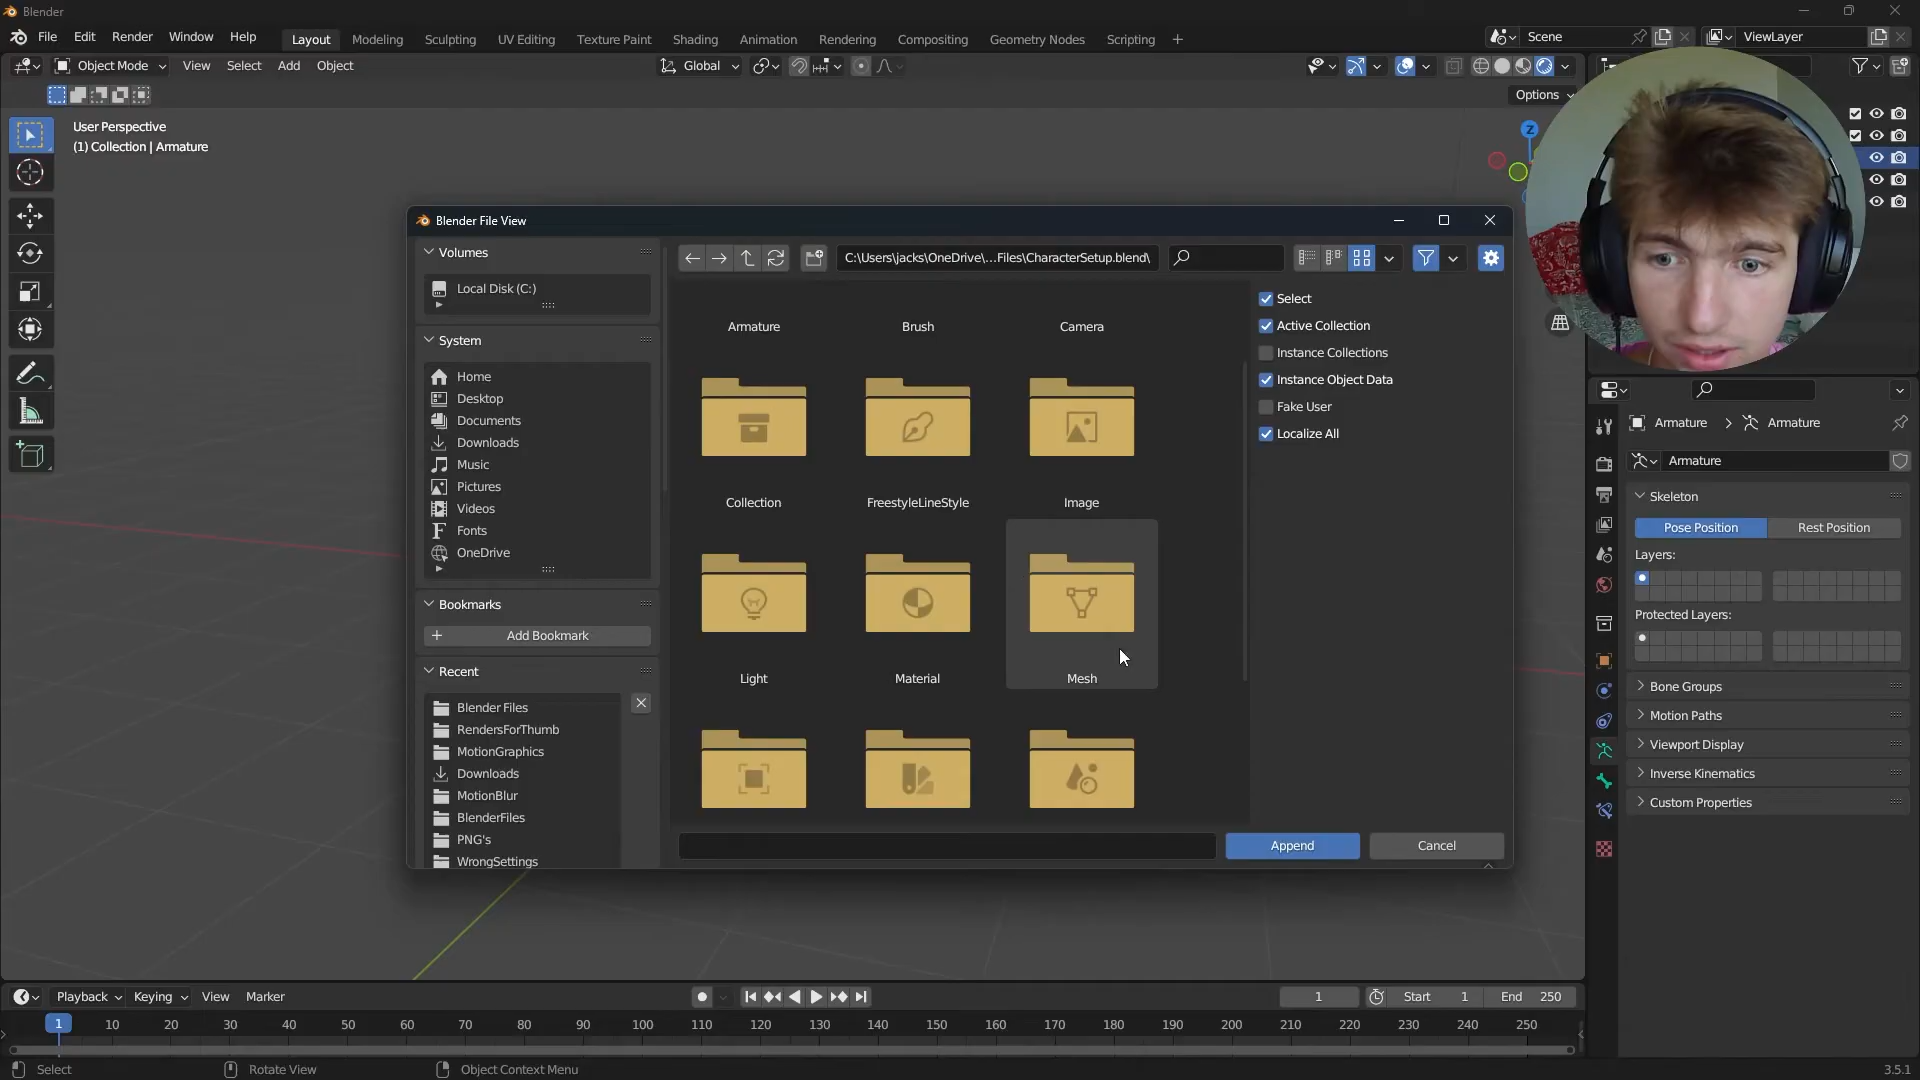 Blender
File Edit Render Window Help
Layout Modeling Sculpting UV Editing Texture Paint Shading Animation Rendering Compositing Geometry Nodes Scripting +
Scene
ViewLayer
Object Mode View Select Add Object
Global
Options
User Perspective
(1) Collection | Armature
Z
Blender File View
Volumes
Local Disk (C:)
System
Home
Desktop
Documents
Downloads
Music
Pictures
Videos
Fonts
OneDrive
Bookmarks
+ Add Bookmark
Recent
Blender Files
RendersForThumb
MotionGraphics
Downloads
MotionBlur
BlenderFiles
PNG's
WrongSettings
C:\Users\jacks\OneDrive\...Files\CharacterSetup.blend\
Armature Brush Camera
Collection FreestyleLineStyle Image
Light Material Mesh
Select
Active Collection
Instance Collections
Instance Object Data
Fake User
Localize All
Append Cancel
Armature > Armature
Armature
Skeleton
Pose Position Rest Position
Layers:
Protected Layers:
Bone Groups
Motion Paths
Viewport Display
Inverse Kinematics
Custom Properties
Playback Keying View Marker
1 Start 1 End 250
1 10 20 30 40 50 60 70 80 90 100 110 120 130 140 150 160 170 180 190 200 210 220 230 240 250
Select Rotate View Object Context Menu
3.5.1